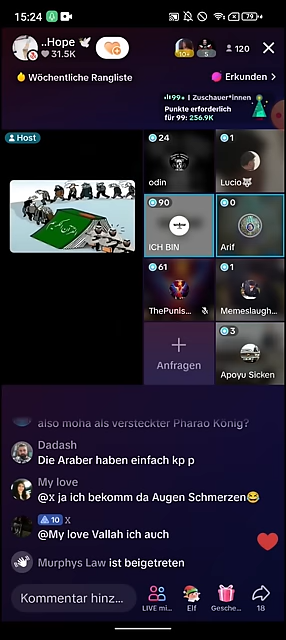 15:24
79
..Hope 🕊
31.5K
10+
5
120
Wöchentliche Rangliste
Erkunden >
99+ | Zuschauer*innen
Punkte erforderlich
für 99: 256.9K
Host
24
odin
1
Lucio🐺
90
ICH BIN
0
Arif
61
ThePunis...
1
Memeslaugh...
+
Anfragen
3
Apoyu Sicken
also moha als versteckter Pharao König?
Dadash
Die Araber haben einfach kp p
My love
@x ja ich bekomm da Augen Schmerzen😂
10 X
@My love Vallah ich auch
Murphys Law ist beigetreten
Kommentar hinz...
LIVE mi...
Elf
Gesche...
18